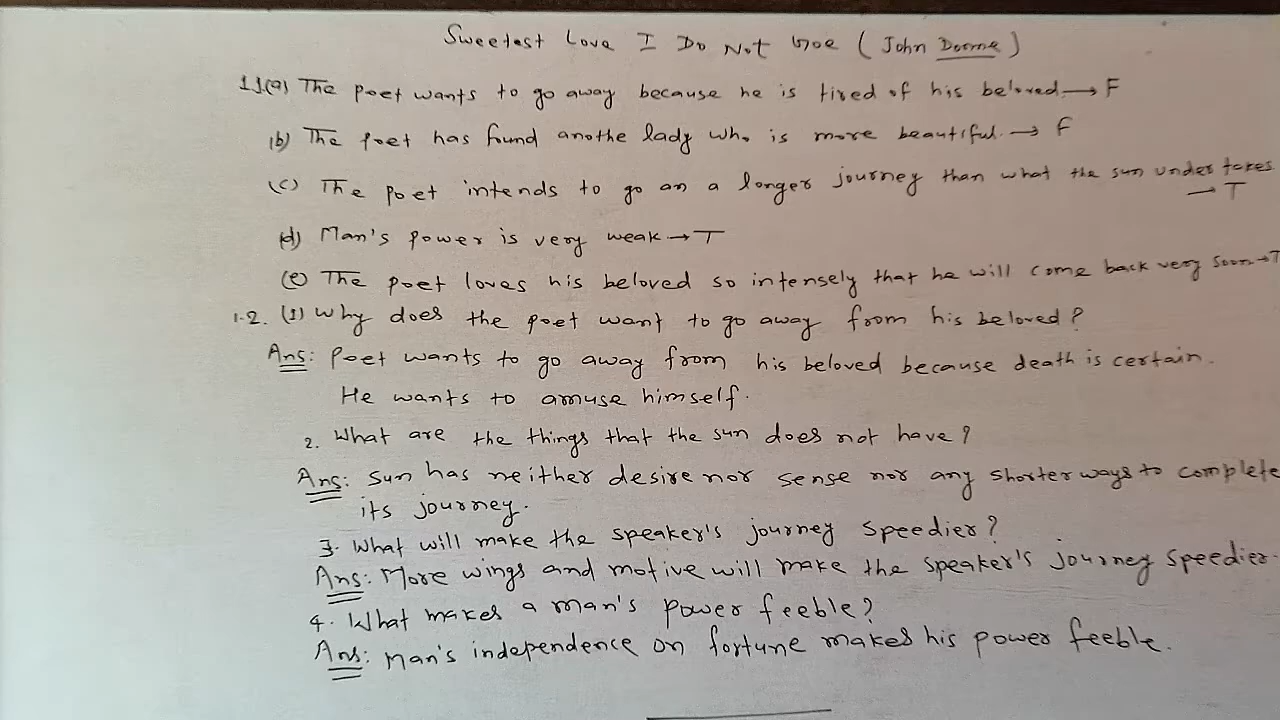 Sweetest Love I Do Not Goe (John Donne)
1.1(a) The poet wants to go away because he is tired of his beloved. → F
(b) The poet has found anothe lady who is more beautiful. → F
(c) The poet intends to go an a longer journey than what the sun undertakes
→ T
(d) Man's power is very weak → T
(e) The poet loves his beloved so intensely that he will come back very soon → T
1.2. (1) Why does the poet want to go away from his beloved?
Ans: Poet wants to go away from his beloved because death is certain.
He wants to amuse himself.
2. What are the things that the sun does not have?
Ans: Sun has neither desire nor sense nor any shorter ways to complete
its journey.
3. What will make the speaker's journey speedier?
Ans: More wings and motive will make the speaker's journey speedier.
4. What makes a man's power feeble?
Ans: Man's independence on fortune makes his power feeble.